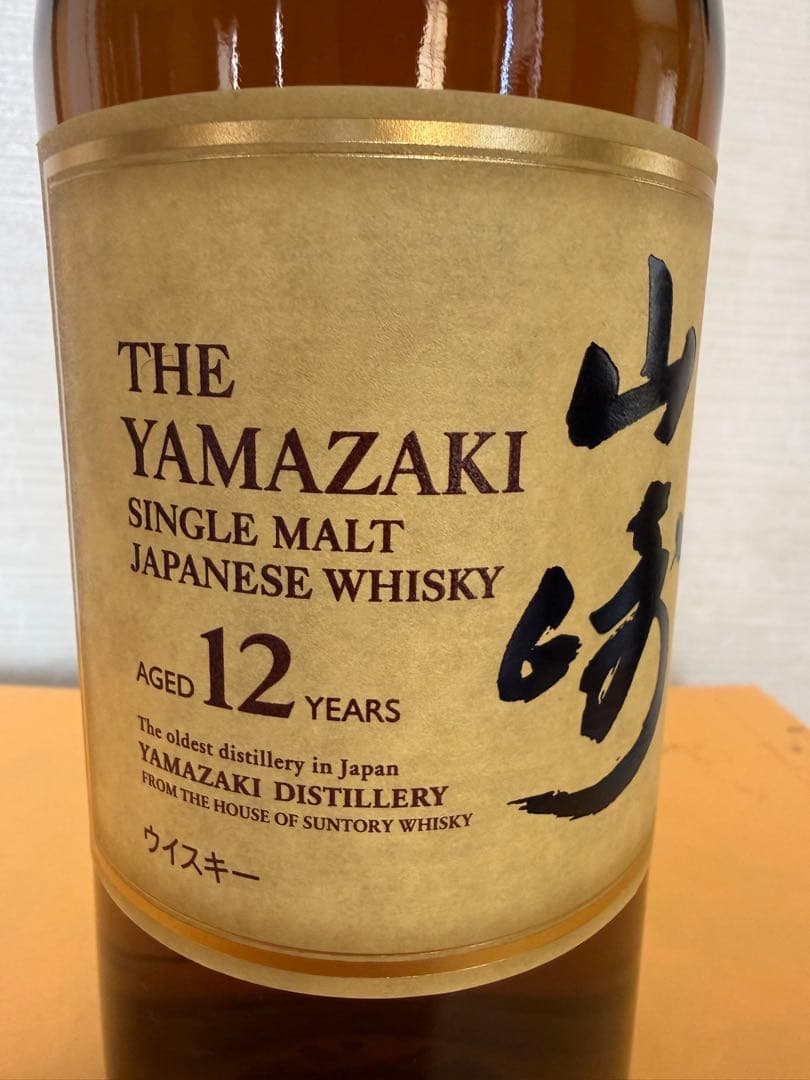 THE
YAMAZAKI
SINGLE MALT
JAPANESE WHISKY
AGED 12 YEARS
The oldest distillery in Japan
YAMAZAKI DISTILLERY
FROM THE HOUSE OF SUNTORY WHISKY
ウイスキー
山崎